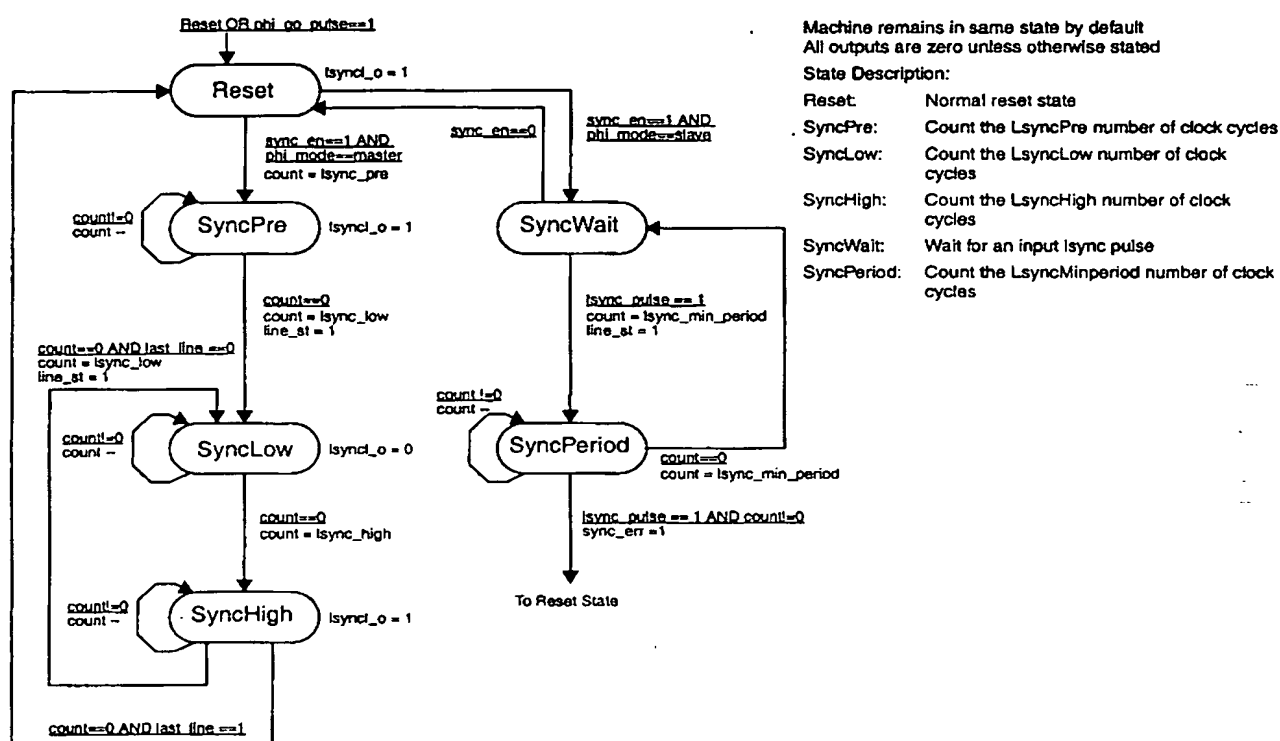 Reset OR phi_go_pulse==1
Machine remains in same state by default
All outputs are zero unless otherwise stated
State Description:
Reset: Normal reset state
SyncPre: Count the LsyncPre number of clock cycles
SyncLow: Count the LsyncLow number of clock
cycles
SyncHigh: Count the LsyncHigh number of clock
cycles
SyncWait: Wait for an input lsync pulse
SyncPeriod: Count the LsyncMinperiod number of clock
cycles
Reset
lsyncl_o = 1
sync_en==1 AND
phi_mode==master
count = lsync_pre
sync_en==0
sync_en==1 AND
phi_mode==slave
count!=0
count --
SyncPre
lsyncl_o = 1
SyncWait
count==0
count = lsync_low
line_st = 1
lsync_pulse == 1
count = lsync_min_period
line_st = 1
count==0 AND last_line ==0
count = lsync_low
line_st = 1
count!=0
count --
SyncLow
lsyncl_o = 0
count !=0
count --
SyncPeriod
count==0
count = lsync_min_period
count==0
count = lsync_high
lsync_pulse == 1 AND count!=0
sync_err =1
count!=0
count --
SyncHigh
lsyncl_o = 1
To Reset State
count==0 AND last_line ==1